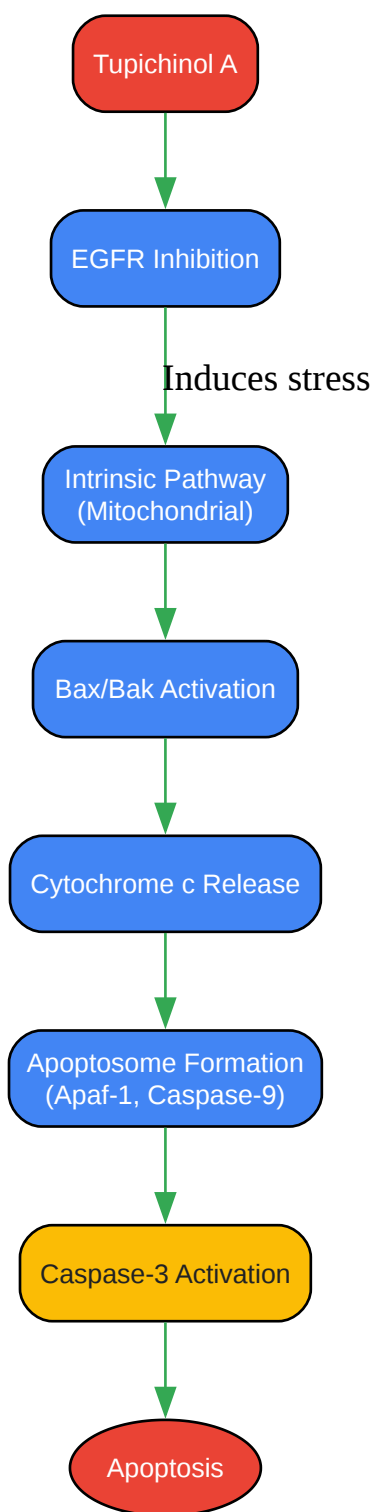 Tupichinol A
EGFR Inhibition
Induces stress
Intrinsic Pathway
(Mitochondrial)
Bax/Bak Activation
Cytochrome c Release
Apoptosome Formation
(Apaf-1, Caspase-9)
Caspase-3 Activation
Apoptosis